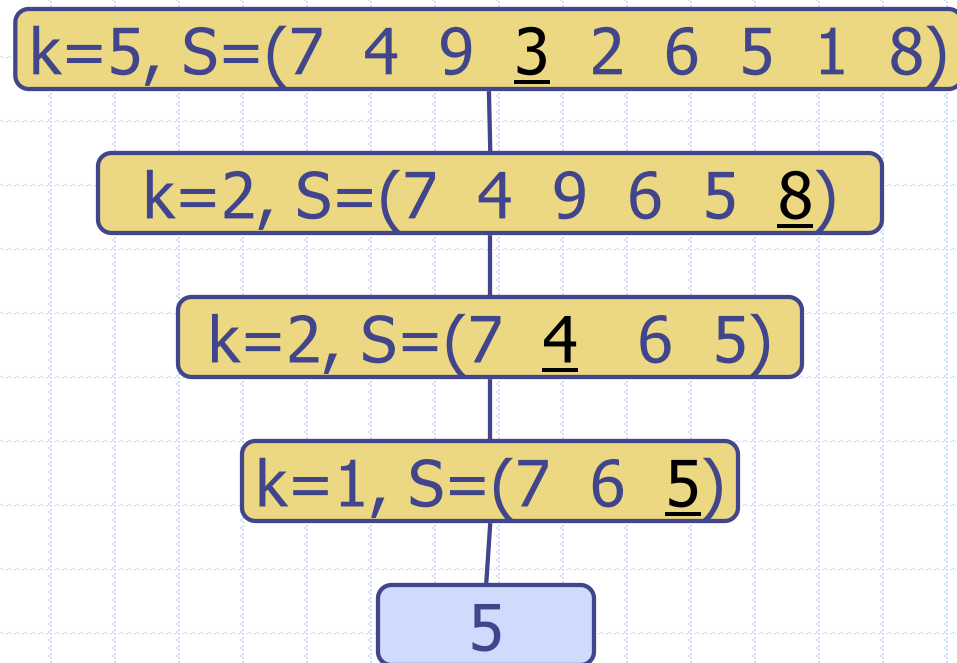 k=5, S=(7 4 9 3 2 6 5 1 8)
k=2, S=(7 4 9 6 5 8)
k=2, S=(7 4 6 5)
k=1, S=(7 6 5)
5